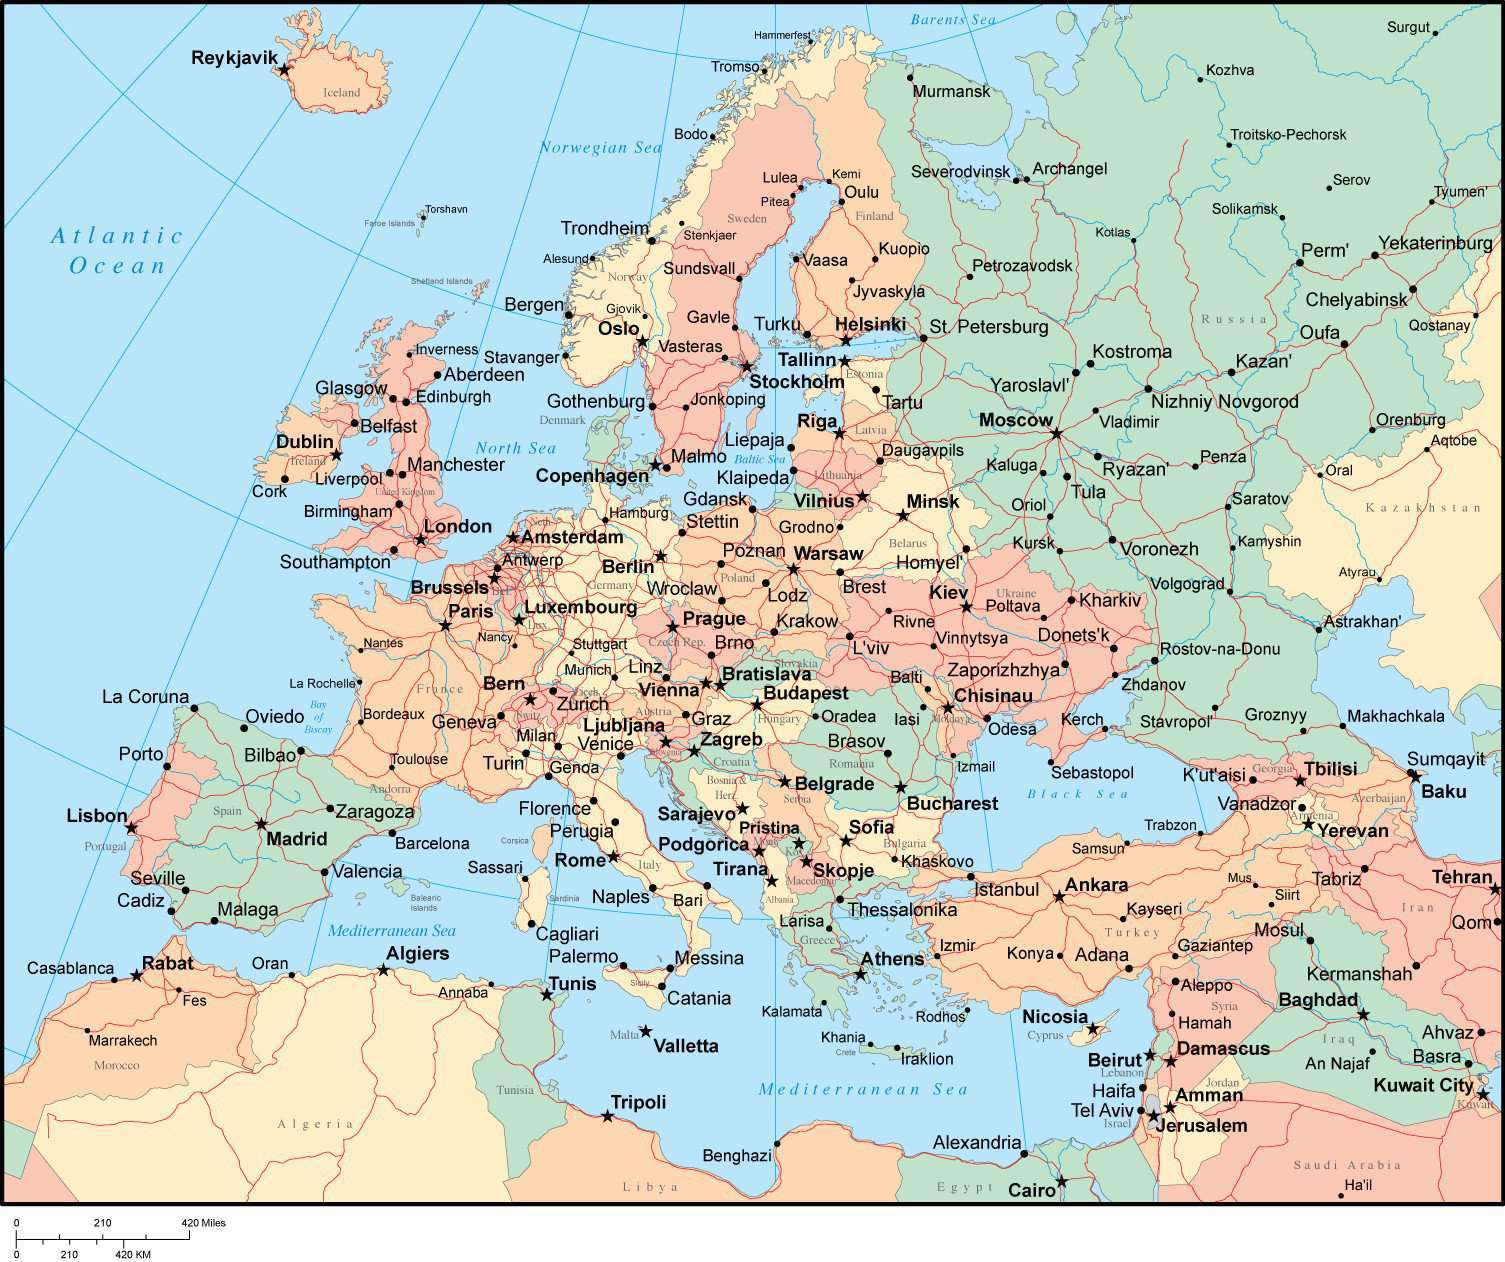 Barents Sea
Surgut
Hammerfest
Reykjavik
Tromso
Kozhva
Murmansk
Iceland
Bodo
Troitsko-Pechorsk
Norwegian Sea
Severodvinsk
Archangel
Lulea
Kemi
Serov
Pitea
Oulu
Tyumen'
Torshavn
Faroe Islands
Sweden
Finland
Solikamsk
Trondheim
Stenkjaer
Kotlas
Atlantic
Ocean
Perm'
Yekaterinburg
Kuopio
Alesund
Vaasa
Sundsvall
Petrozavodsk
Norway
Shetland Islands
Jyvaskyla
Chelyabinsk
Bergen
Gjovik
Gavle
Turku
Helsinki
St. Petersburg
Russia
Qostanay
Oslo
Oufa
Inverness
Stavanger
Vasteras
Tallinn
Kostroma
Kazan'
Aberdeen
Estonia
Stockholm
Yaroslavl'
Glasgow
Edinburgh
Gothenburg
Jonkoping
Tartu
Nizhniy Novgorod
Denmark
Riga
Moscow
Vladimir
Orenburg
Belfast
Latvia
Dublin
Liepaja
Aqtobe
North Sea
Malmo
Baltic Sea
Daugavpils
Ireland
Manchester
Kaluga
Ryazan'
Penza
Oral
Copenhagen
Klaipeda
Lithuania
Liverpool
Cork
United Kingdom
Tula
Gdansk
Vilnius
Minsk
Oriol
Saratov
Birmingham
Hamburg
Kazakhstan
London
Neth
Stettin
Grodno
Amsterdam
Kursk
Kamyshin
Belarus
Voronezh
Southampton
Antwerp
Berlin
Poznan
Warsaw
Homyel'
Atyrau
Brussels
Bel.
Germany
Poland
Wroclaw
Lodz
Brest
Kiev
Ukraine
Volgograd
Paris
Luxembourg
Poltava
Kharkiv
Lux.
Prague
Krakow
Rivne
Astrakhan'
Nantes
Nancy
Stuttgart
Czech Rep.
Brno
L'viv
Vinnytsya
Donets'k
Rostov-na-Donu
Munich
Linz
Slovakia
Zaporizhzhya
La Rochelle
Bern
Liech.
Bratislava
Balti
Zhdanov
France
Vienna
Budapest
Chisinau
La Coruna
Zurich
Bay
of
Biscay
Bordeaux
Oviedo
Geneva
Switz
Austria
Graz
Hungary
Oradea
Iasi
Moldova
Kerch
Stavropol'
Groznyy
Makhachkala
Ljubljana
Odesa
Milan
Venice
Zagreb
Brasov
Porto
Bilbao
Toulouse
Turin
Genoa
Slovenia
Croatia
Romania
Izmail
Sebastopol
K'ut'aisi
Georgia
Tbilisi
Sumqayit
Andorra
Bosnia &
Herz
Belgrade
Baku
Spain
Zaragoza
Florence
Serbia
Bucharest
Black Sea
Vanadzor
Azerbaijan
Lisbon
Sarajevo
Armenia
Madrid
Perugia
Pristina
Sofia
Trabzon
Yerevan
Portugal
Barcelona
Corsica
Podgorica
Mont.
Kos.
Bulgaria
Samsun
Rome
Italy
Khaskovo
Sassari
Tirana
Skopje
Seville
Valencia
Macedonia
Istanbul
Ankara
Mus
Tabriz
Tehran
Cadiz
Balearic
Islands
Sardinia
Naples
Bari
Albania
Siirt
Malaga
Thessalonika
Kayseri
Iran
Larisa
Qom
Mediterranean Sea
Cagliari
Greece
Izmir
Turkey
Mosul
Algiers
Palermo
Messina
Konya
Adana
Gaziantep
Rabat
Oran
Athens
Casablanca
Kermanshah
Tunis
Sicily
Aleppo
Annaba
Catania
Fes
Kalamata
Rodhos
Syria
Baghdad
Nicosia
Hamah
Marrakech
Malta
Valletta
Khania
Cyprus
Ahvaz
Crete
Iraklion
Beirut
Damascus
Iraq
An Najaf
Basra
Morocco
Lebanon
Mediterranean Sea
Haifa
Jordan
Kuwait City
Tunisia
Amman
Kuwait
Tripoli
Tel Aviv
Algeria
Israel
Jerusalem
Benghazi
Alexandria
Saudi Arabia
Libya
Egypt
Cairo
Ha'il
0 210 420 Miles
0 210 420 KM